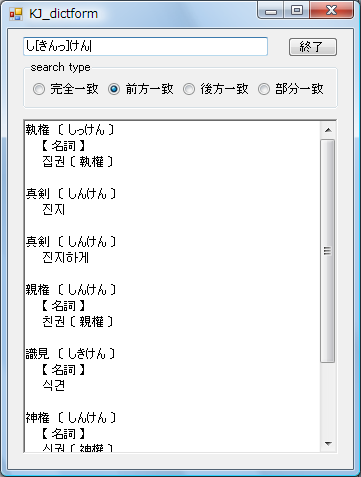 KJ_dictform
し[きんっ]けん
終了
search type
完全一致 前方一致 後方一致 部分一致
執権 〔 しっけん 〕
【 名詞 】
집권 〔 執權 〕
真剣 〔 しんけん 〕
진지
真剣 〔 しんけん 〕
진지하게
親権 〔 しんけん 〕
【 名詞 】
친권 〔 親權 〕
識見 〔 しきけん 〕
【 名詞 】
식견
神権 〔 しんけん 〕
【 名詞 】
신권 〔 神權 〕